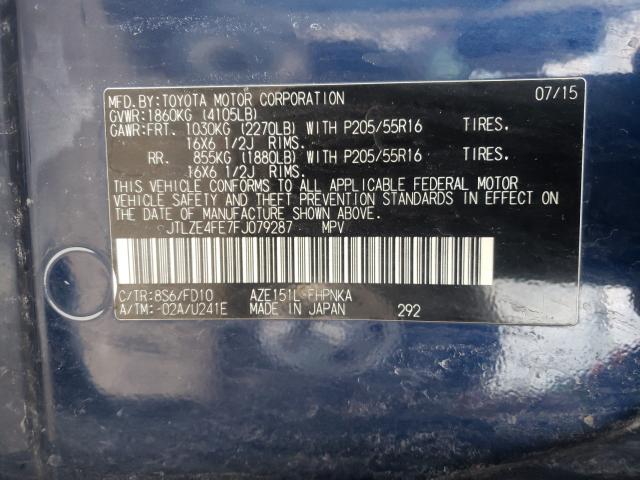 MFD.BY:TOYOTA MOTOR CORPORATION 07/15
GVWR:1860KG (4105LB)
GAWR:FRT. 1030KG (2270LB) WITH P205/55R16 TIRES.
16X6 1/2J RIMS.
RR. 855KG (1880LB) WITH P205/55R16 TIRES.
16X6 1/2J RIMS.
THIS VEHICLE CONFORMS TO ALL APPLICABLE FEDERAL MOTOR
VEHICLE SAFETY AND THEFT PREVENTION STANDARDS IN EFFECT ON
THE DATE OF MANUFACTURE SHOWN ABOVE.
JTLZE4FE7FJ079287 MPV
C/TR:8S6/FD10 AZE151L-FHPNKA
A/TM:-02A/U241E MADE IN JAPAN 292